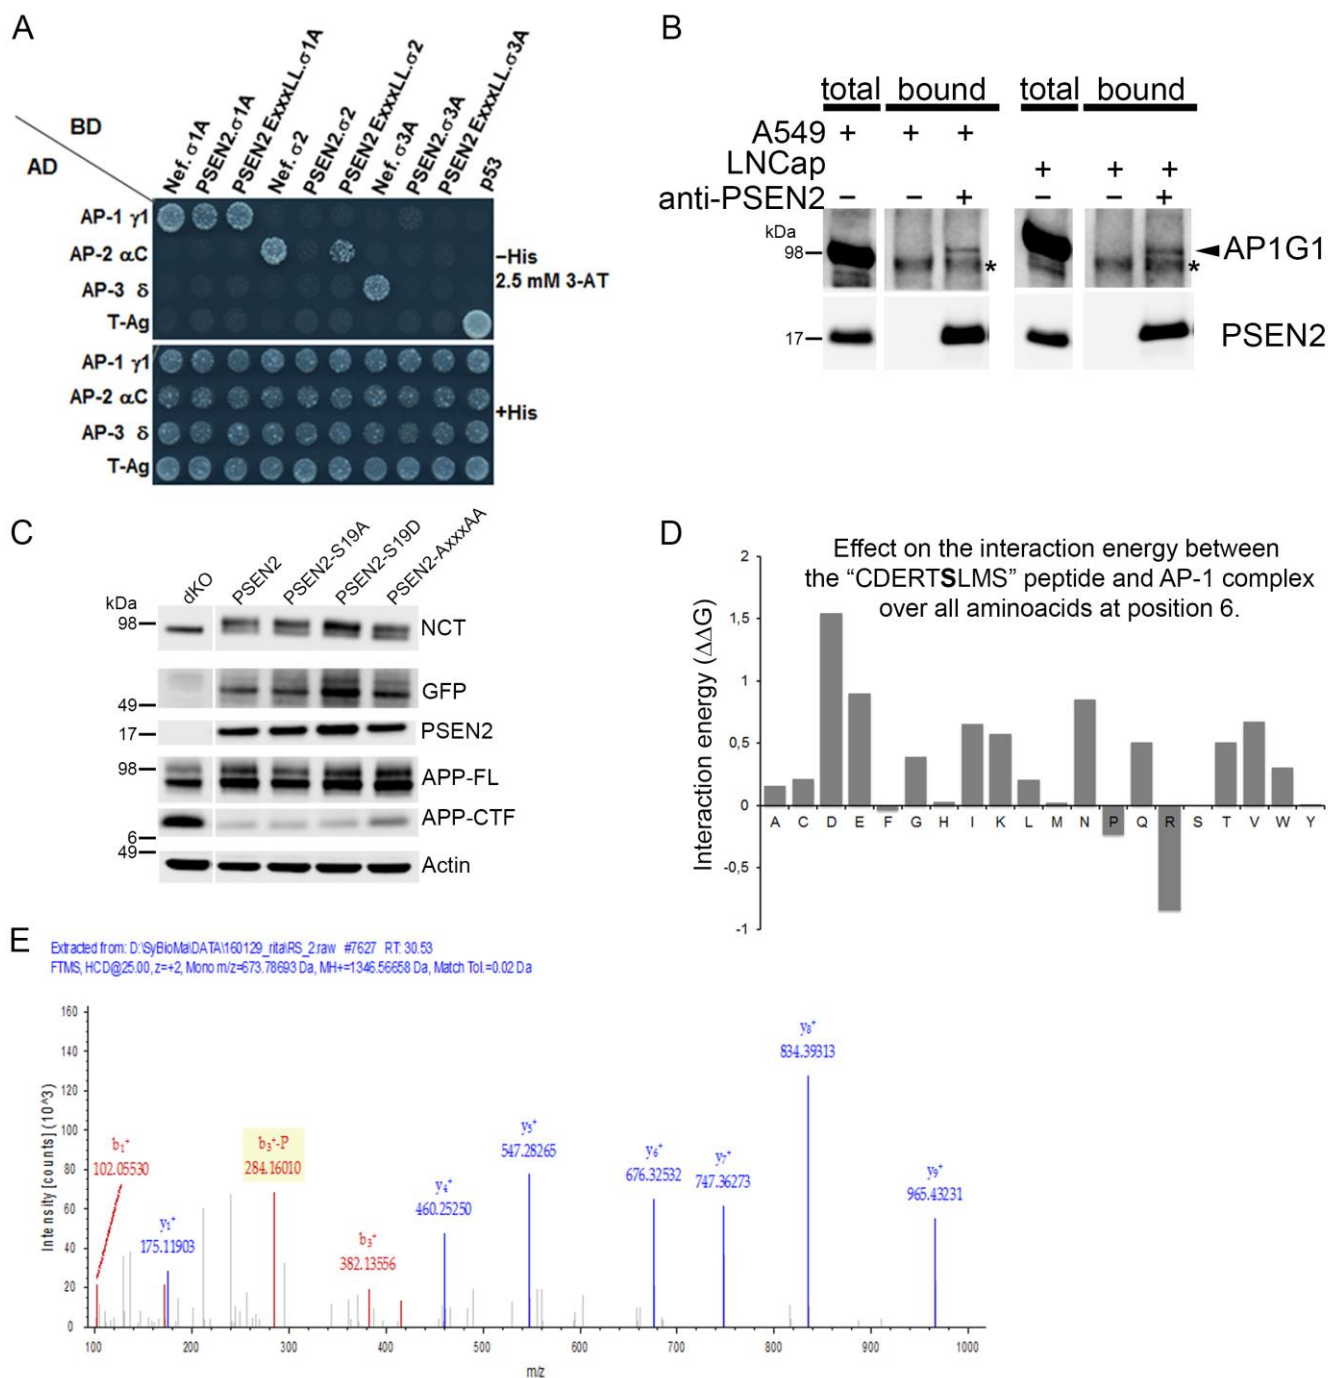 A
BD
AD
Nef.σ1A
PSEN2.σ1A
PSEN2 ExxxLL.σ1A
Nef.σ2
PSEN2.σ2
PSEN2 ExxxLL.σ2
Nef.σ3A
PSEN2.σ3A
PSEN2 ExxxLL.σ3A
p53
AP-1 γ1
AP-2 αC
AP-3 δ
T-Ag
–His
2.5 mM 3-AT
AP-1 γ1
AP-2 αC
AP-3 δ
T-Ag
+His
B
total bound total bound
A549 + + +
LNCap + + +
anti-PSEN2 – – + – – +
kDa
98
* * AP1G1
17
PSEN2
C
dKO PSEN2 PSEN2-S19A PSEN2-S19D PSEN2-AxxxAA
kDa
98 NCT
GFP
49
17 PSEN2
98 APP-FL
APP-CTF
6
49
Actin
D
Effect on the interaction energy between
the “CDERTSLMS” peptide and AP-1 complex
over all aminoacids at position 6.
Interaction energy (ΔΔG)
2
1,5
1
0,5
0
-0,5
-1
A C D E F G H I K L M N P Q R S T V W Y
E
Extracted from: D:\SyBioMa\DATA\160129_rita\RS_2.raw #7627 RT: 30.53
FTMS, HCD@25.00, z=+2, Mono m/z=673.78693 Da, MH+=1346.56658 Da, Match Tol.=0.02 Da
Intensity [counts] (10^3)
160
140
120
100
80
60
40
20
0
b₁⁺
102.05530
y₁⁺
175.11903
b₃⁺-P
284.16010
b₃⁺
382.13556
y₄⁺
460.25250
y₅⁺
547.28265
y₆⁺
676.32532
y₇⁺
747.36273
y₈⁺
834.39313
y₉⁺
965.43231
100 200 300 400 500 600 700 800 900 1000
m/z